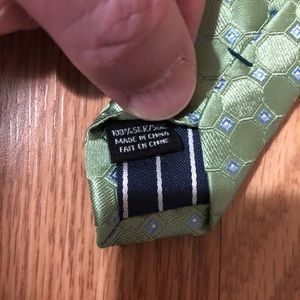 100% SILK/SOIE
MADE IN CHINA
FAIT EN CHINE